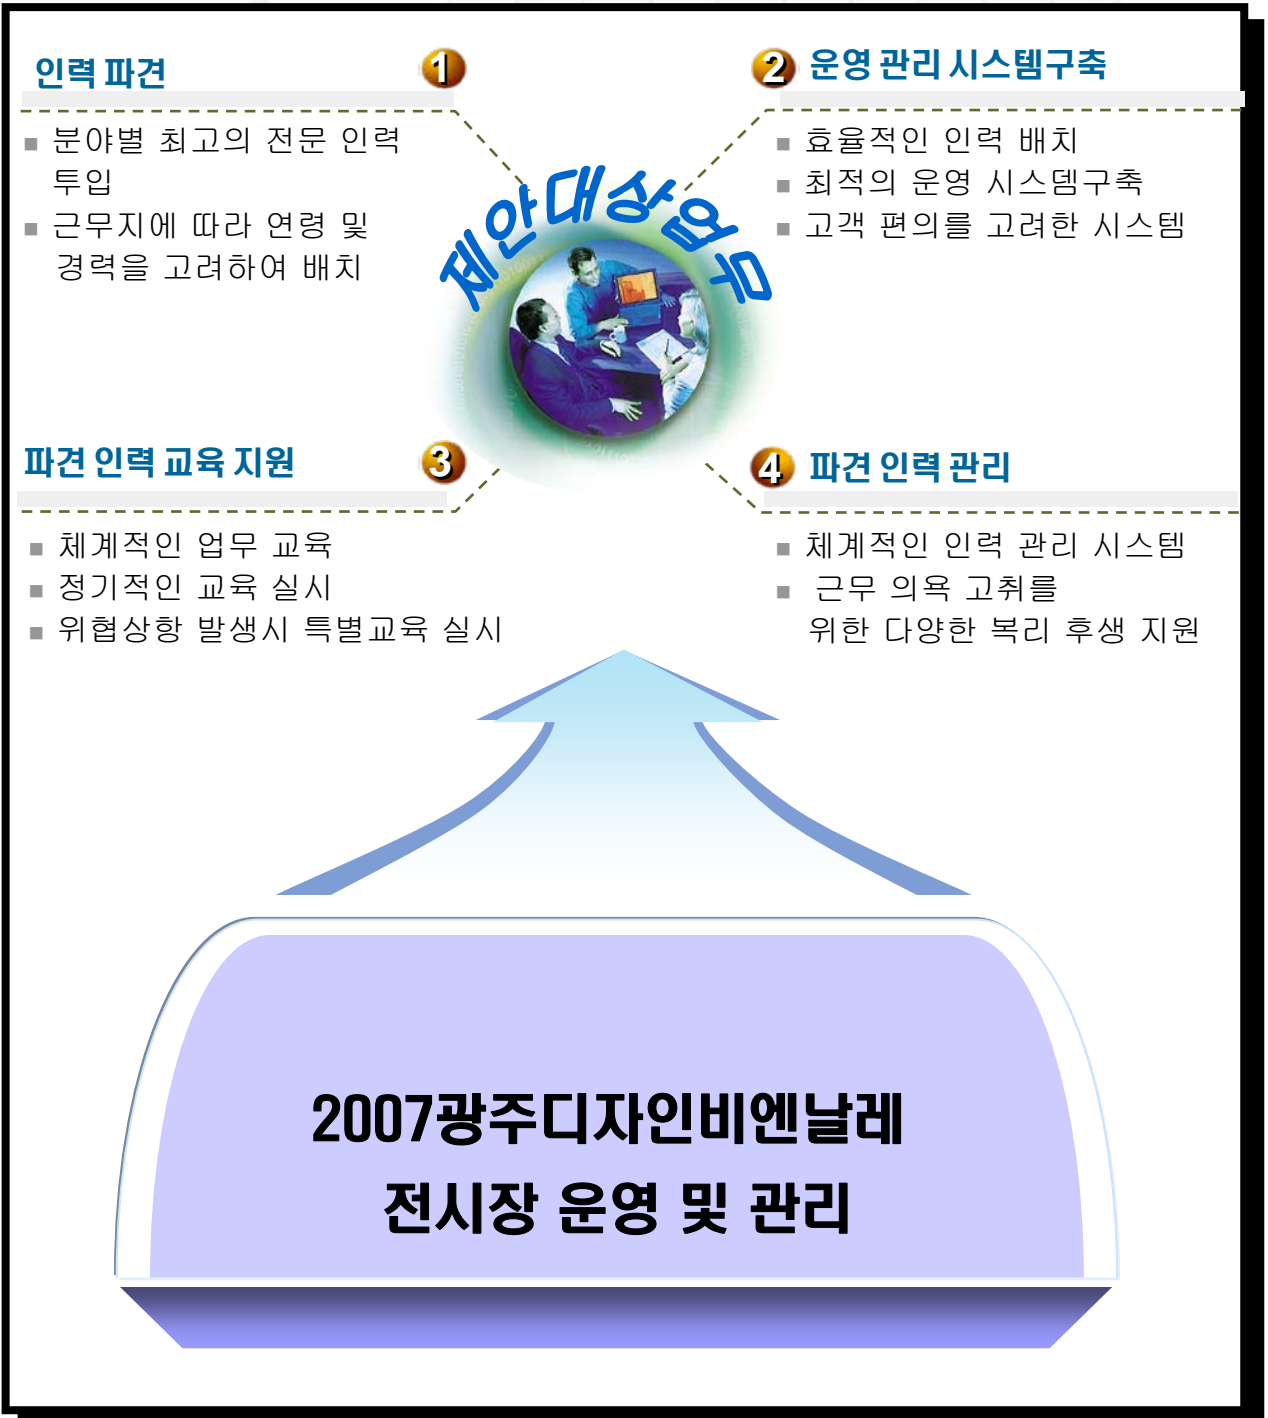 인력 파견
1
분야별 최고의 전문 인력
투입
근무지에 따라 연령 및
경력을 고려하여 배치
2
운영 관리 시스템구축
효율적인 인력 배치
최적의 운영 시스뎀구축
고객 편의를 고려한 시스템
제안대상업무
파견 인력 교육 지원
3
체계적인 업무 교육
정기적인 교육 실시
위협상항 발생시 특별교육 실시
4
파견 인력 관리
체계적인 인력 관리 시스템
근무 의욕 고취를
위한 다양한 복리 후생 지원
2007광주디자인비엔날레
전시장 운영 및 관리